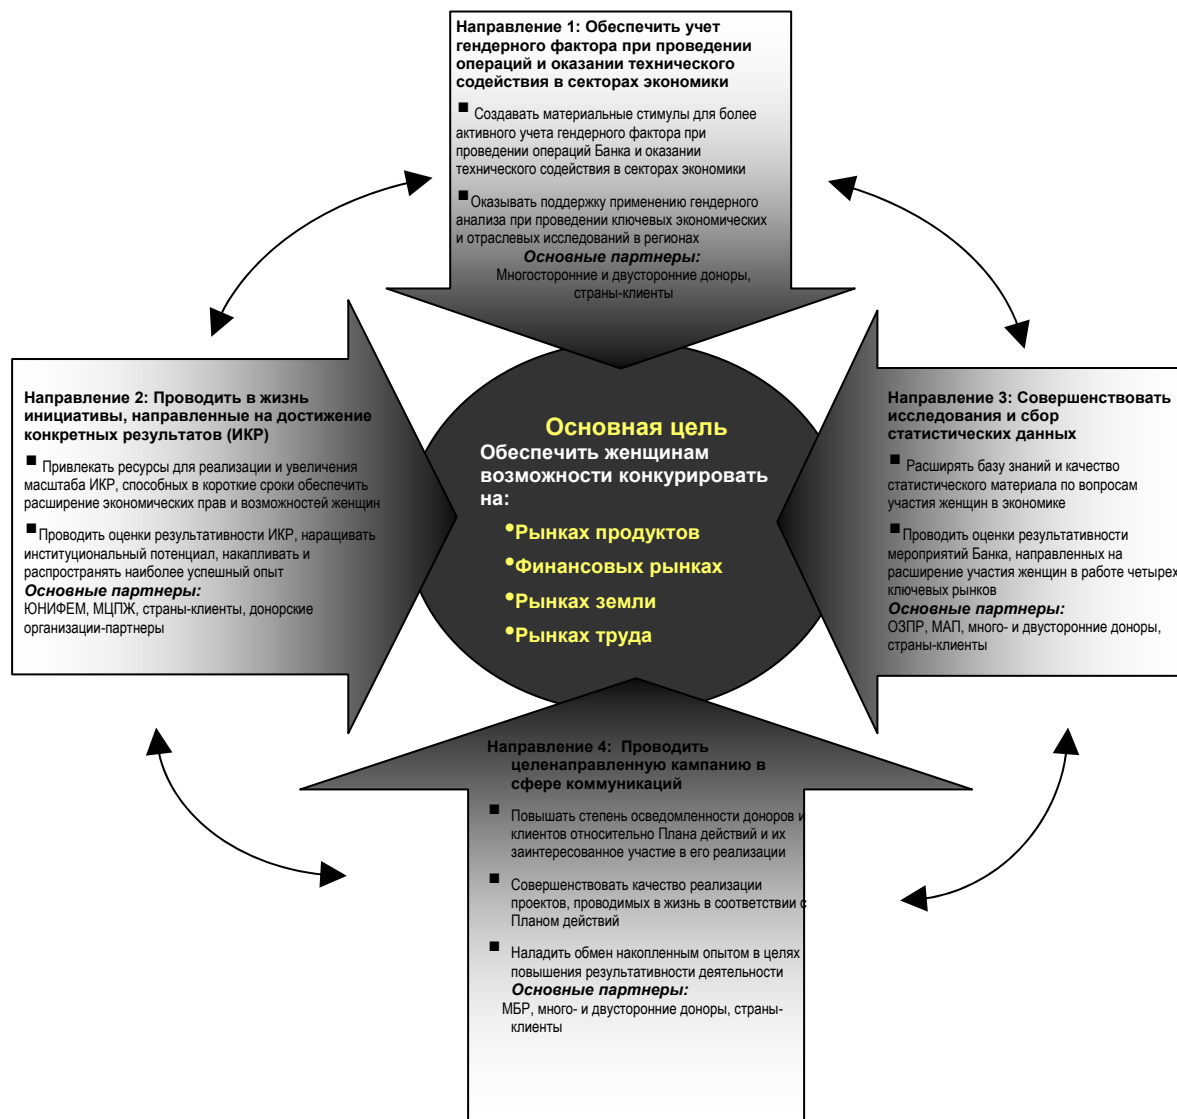 Направление 1: Обеспечить учет
гендерного фактора при проведении
операций и оказании технического
содействия в секторах экономики
▪ Создавать материальные стимулы для более
активного учета гендерного фактора при
проведении операций Банка и оказании
технического содействия в секторах экономики
▪Оказывать поддержку применению гендерного
анализа при проведении ключевых экономических
и отраслевых исследований в регионах
Основные партнеры:
Многосторонние и двусторонние доноры,
страны-клиенты
Направление 2: Проводить в жизнь
инициативы, направленные на достижение
конкретных результатов (ИКР)
▪ Привлекать ресурсы для реализации и увеличения
масштаба ИКР, способных в короткие сроки обеспечить
расширение экономических прав и возможностей женщин
▪Проводить оценки результативности ИКР, наращивать
институциональный потенциал, накапливать и
распространять наиболее успешный опыт
Основные партнеры:
ЮНИФЕМ, МЦПЖ, страны-клиенты, донорские
организации-партнеры
Основная цель
Обеспечить женщинам
возможности конкурировать
на:
•Рынках продуктов
•Финансовых рынках
•Рынках земли
•Рынках труда
Направление 3: Совершенствовать
исследования и сбор
статистических данных
▪ Расширять базу знаний и качество
статистического материала по вопросам
участия женщин в экономике
▪Проводить оценки результативности
мероприятий Банка, направленных на
расширение участия женщин в работе четырех
ключевых рынков
Основные партнеры:
ОЗПР, МАП, много- и двусторонние доноры,
страны-клиенты
Направление 4: Проводить
целенаправленную кампанию в
сфере коммуникаций
▪ Повышать степень осведомленности доноров и
клиентов относительно Плана действий и их
заинтересованное участие в его реализации
▪ Совершенствовать качество реализации
проектов, проводимых в жизнь в соответствии с
Планом действий
▪ Наладить обмен накопленным опытом в целях
повышения результативности деятельности
Основные партнеры:
МБР, много- и двусторонние доноры, страны-
клиенты